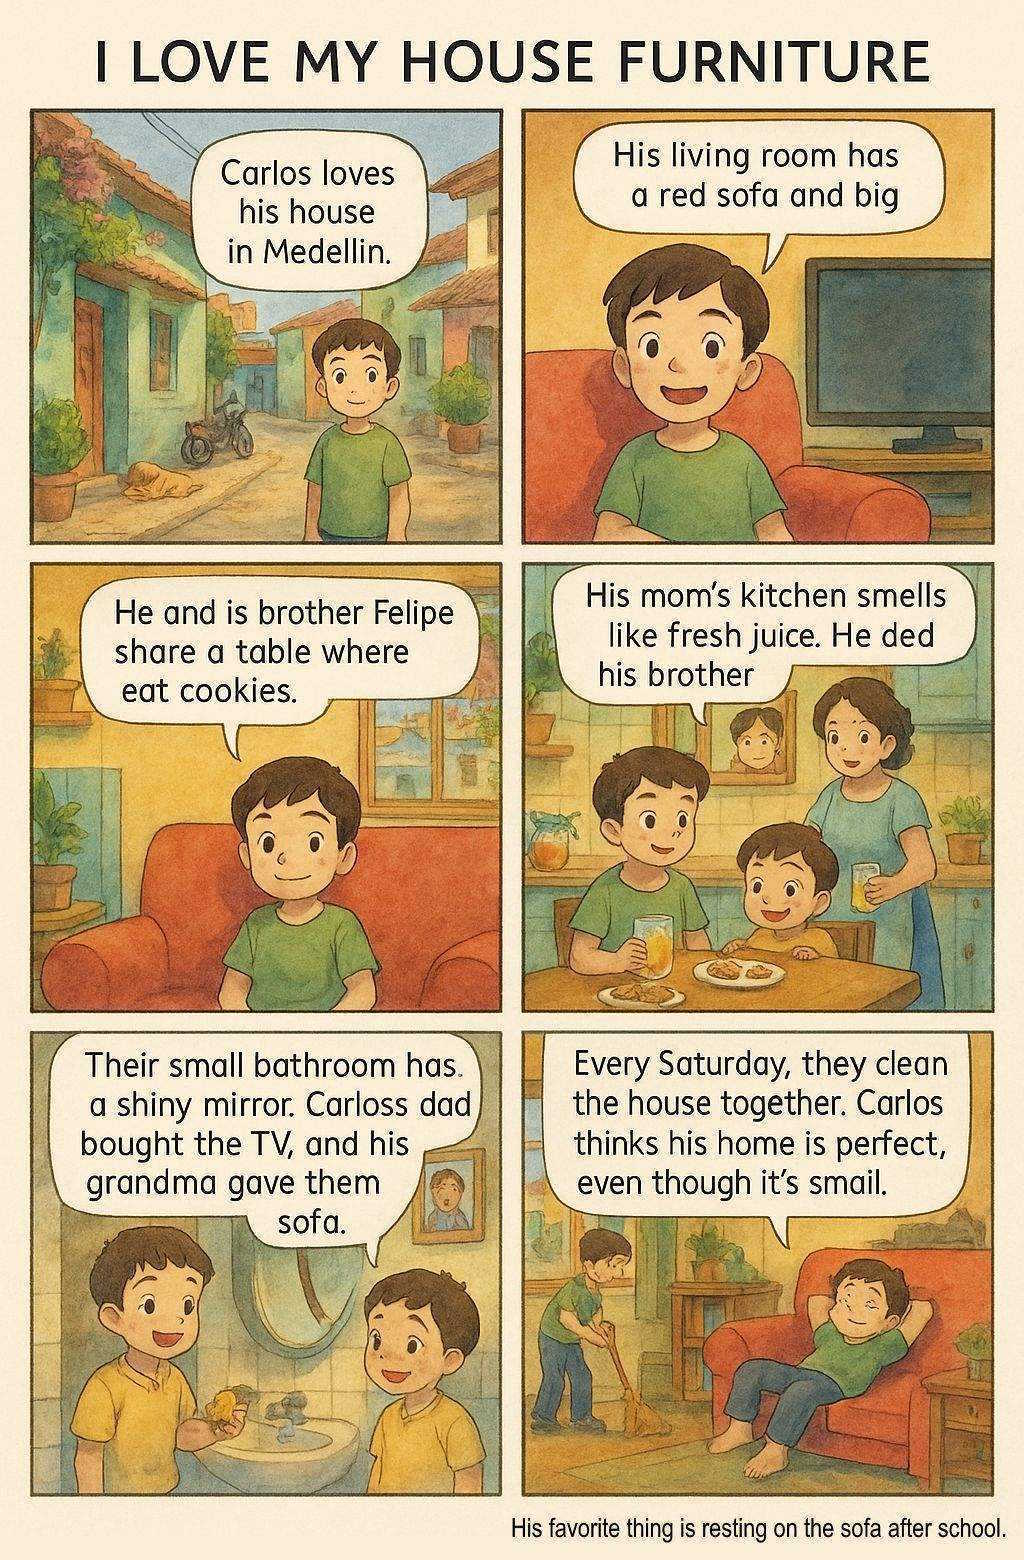 I LOVE MY HOUSE FURNITURE
Carlos loves
his house
in Medellin.
His living room has
a red sofa and big
He and is brother Felipe
share a table where
eat cookies.
His mom's kitchen smells
like fresh juice. He ded
his brother
Their small bathroom has.
a shiny mirror. Carloss dad
bought the TV, and his
grandma gave them
sofa.
Every Saturday, they clean
the house together. Carlos
thinks his home is perfect,
even though it's smail.
His favorite thing is resting on the sofa after school.